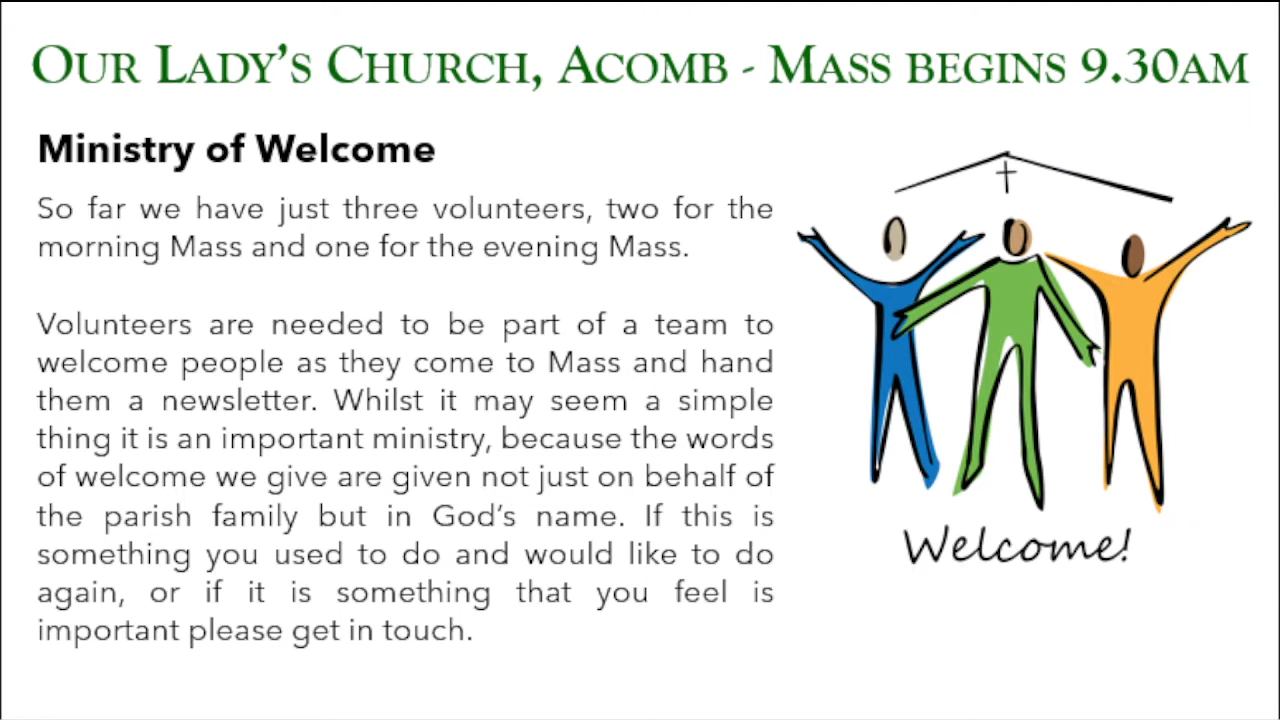 OUR LADY'S CHURCH, ACOMB - MASS BEGINS 9.30AM
Ministry of Welcome
So far we have just three volunteers, two for the
morning Mass and one for the evening Mass.
Volunteers are needed to be part of a team to
welcome people as they come to Mass and hand
them a newsletter. Whilst it may seem a simple
thing it is an important ministry, because the words
of welcome we give are given not just on behalf of
the parish family but in God's name. If this is
something you used to do and would like to do
again, or if it is something that you feel is
important please get in touch.
Welcome!